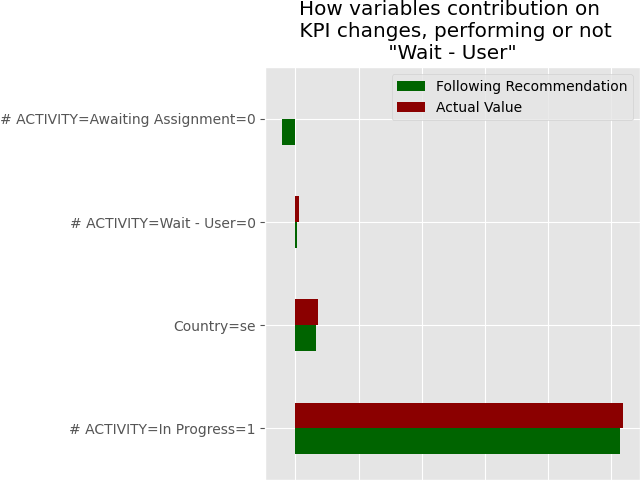 How variables contribution on
KPI changes, performing or not
"Wait - User"
Following Recommendation
Actual Value
# ACTIVITY=Awaiting Assignment=0
# ACTIVITY=Wait - User=0
Country=se
# ACTIVITY=In Progress=1